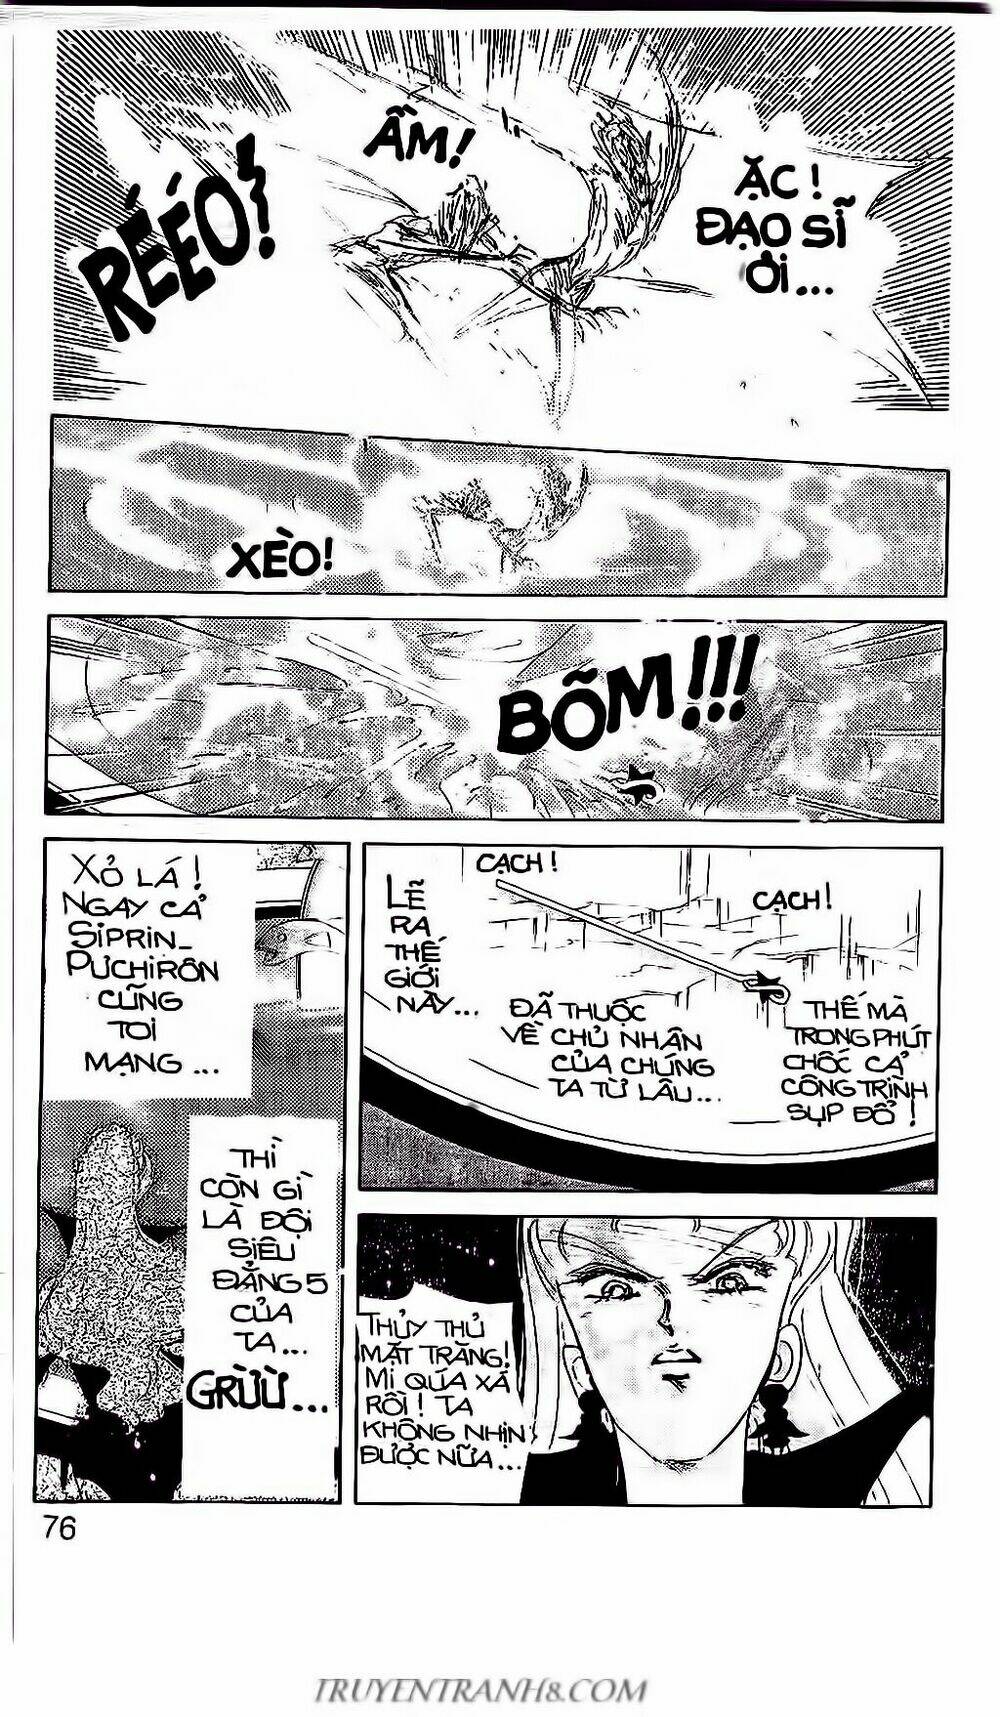 RÉÉO!
ẦM!
ẶC!
ĐẠO SĨ
ƠI...
XÈO!
BÕM!!!
XỎ LÁ!
NGAY CẢ
SIPRIN_
PƯCHIRÔN
CŨNG
TOI
MẠNG...
THÌ
CÒN GÌ
LÀ ĐỘI
SIÊU
ĐẲNG 5
CỦA
TA...
GRỪỪ...
CẠCH!
CẠCH!
LẼ
RA
THẾ
GIỚI
NÀY...
ĐÃ THUỘC
VỀ CHỦ NHÂN
CỦA CHÚNG
TA TỪ LÂU...
THẾ MÀ
TRONG PHÚT
CHỐC CẢ
CÔNG TRÌNH
SỤP ĐỔ!
THỦY THỦ
MẶT TRĂNG!
MI QÚA XÁ
RỒI! TA
KHÔNG NHỊN
ĐƯỢC NỮA...
76
TRUYENTRANH8.COM